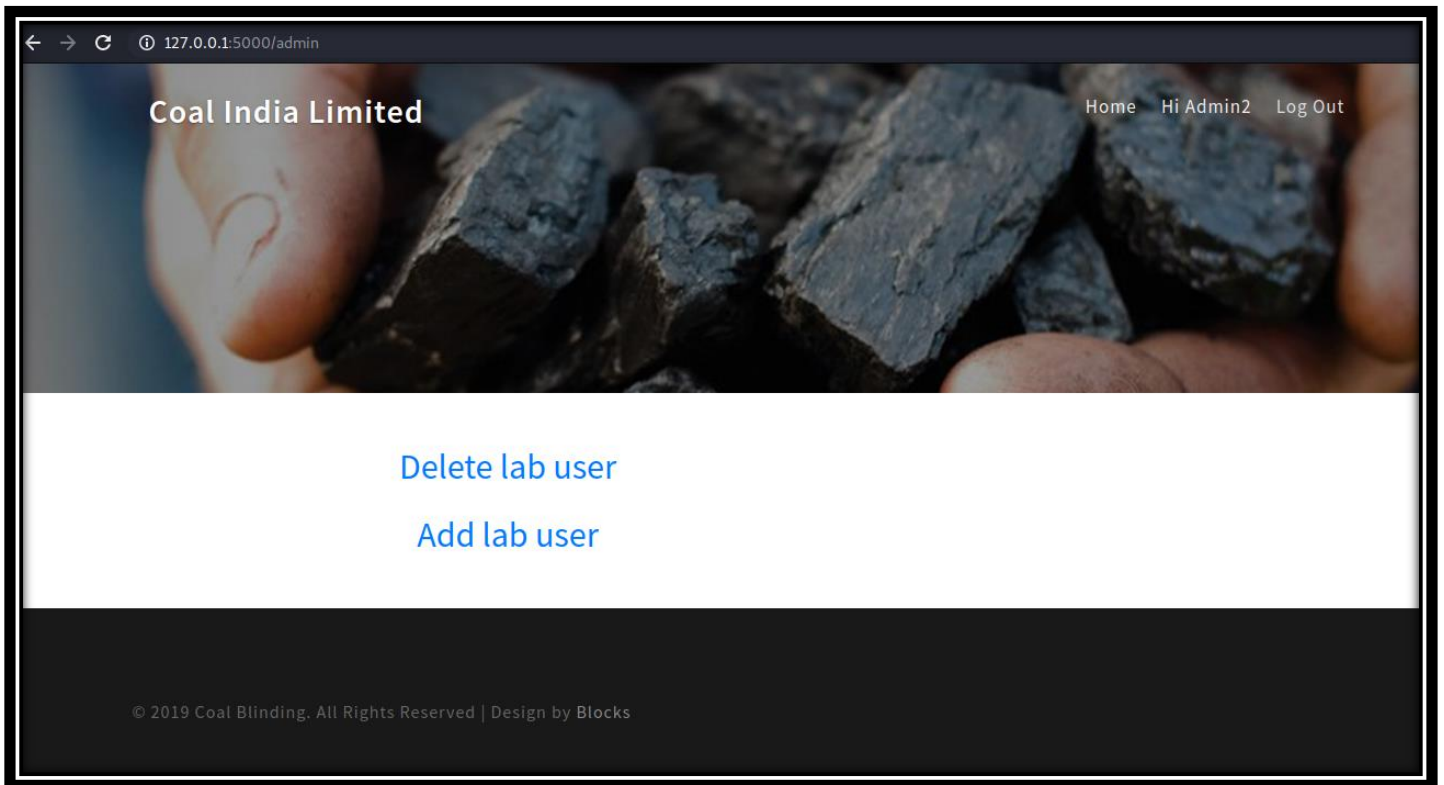 127.0.0.1:5000/admin
Coal India Limited
Home Hi Admin2 Log Out
Delete lab user
Add lab user
© 2019 Coal Blinding. All Rights Reserved | Design by Blocks